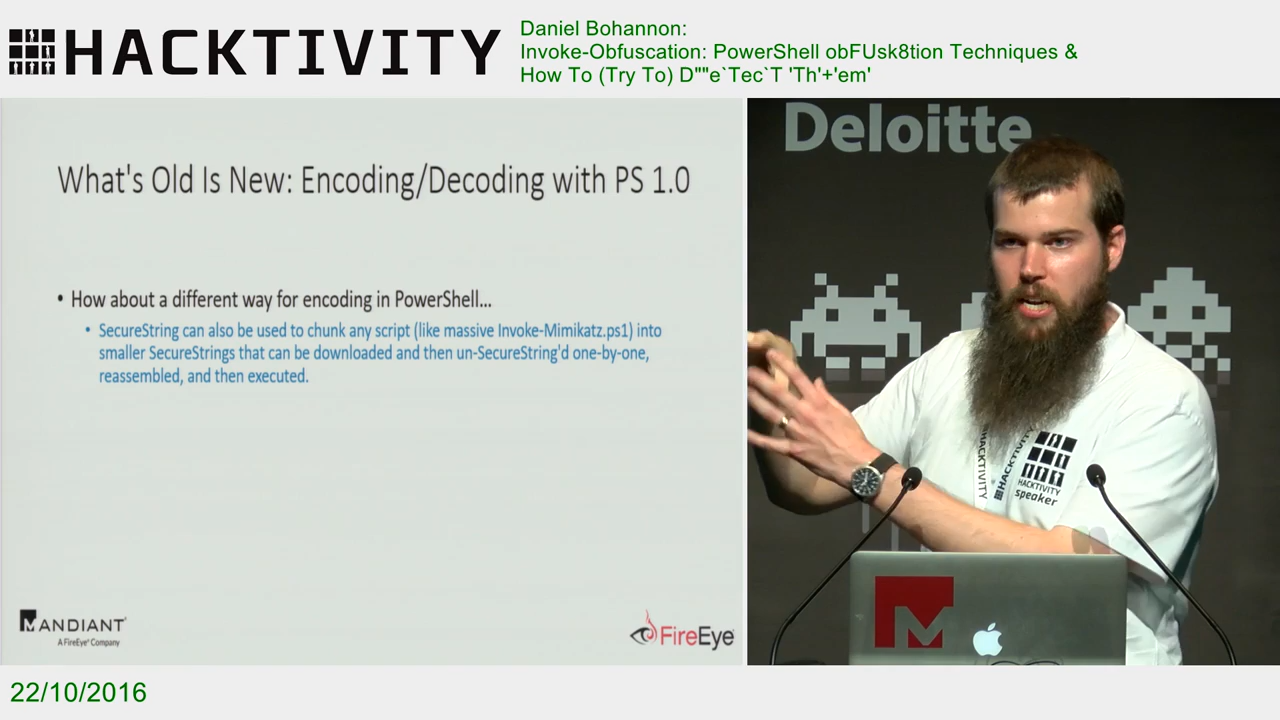 HACKTIVITY
Daniel Bohannon:
Invoke-Obfuscation: PowerShell obFUsk8tion Techniques &
How To (Try To) D""e`Tec`T 'Th'+'em'
What's Old Is New: Encoding/Decoding with PS 1.0
• How about a different way for encoding in PowerShell...
• SecureString can also be used to chunk any script (like massive Invoke-Mimikatz.ps1) into
smaller SecureStrings that can be downloaded and then un-SecureString'd one-by-one,
reassembled, and then executed.
MANDIANT
A FireEye® Company
FireEye
Deloitte
HACKTIVITY
HACKTIVITY
HACKTIVITY
speaker
M
22/10/2016